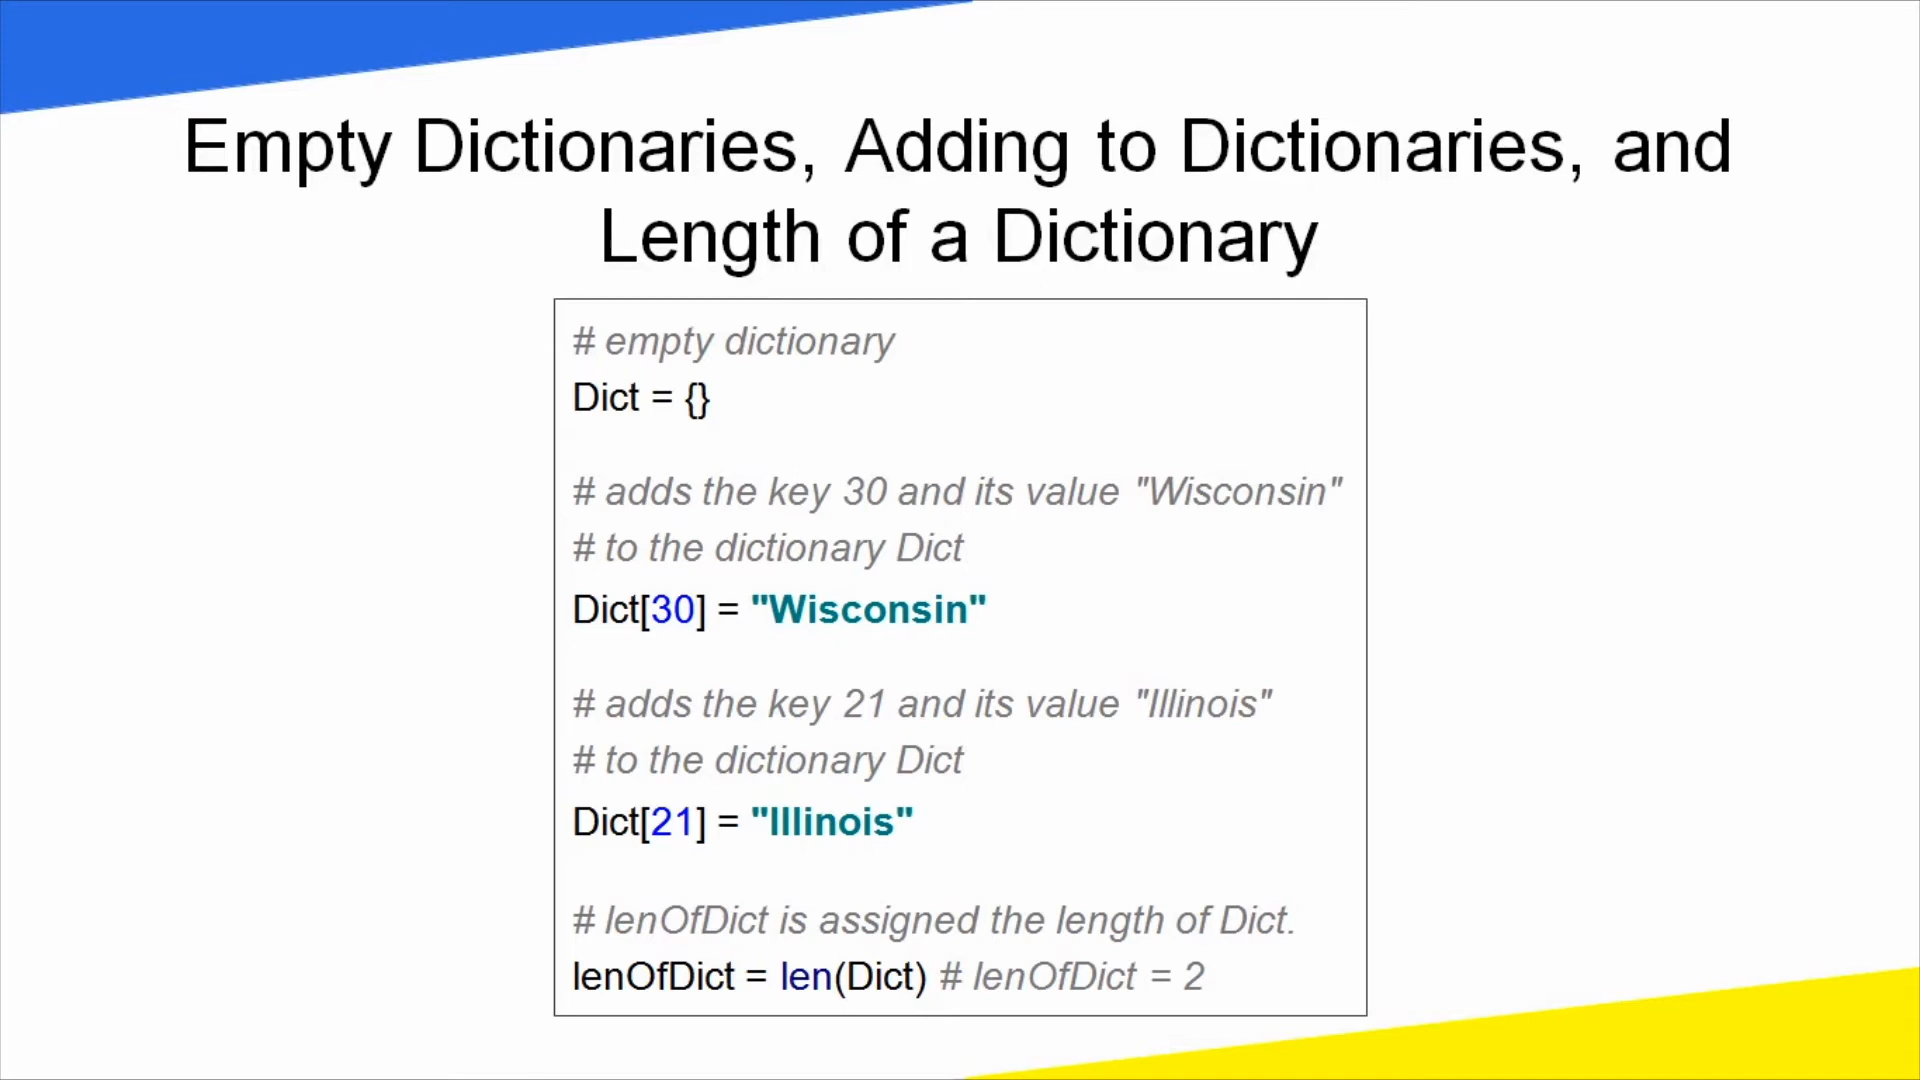 Empty Dictionaries, Adding to Dictionaries, and
Length of a Dictionary
# empty dictionary
Dict = {}
# adds the key 30 and its value "Wisconsin"
# to the dictionary Dict
Dict[30] = "Wisconsin"
# adds the key 21 and its value "Illinois"
# to the dictionary Dict
Dict[21] = "Illinois"
# lenOfDict is assigned the length of Dict.
lenOfDict = len(Dict) # lenOfDict = 2